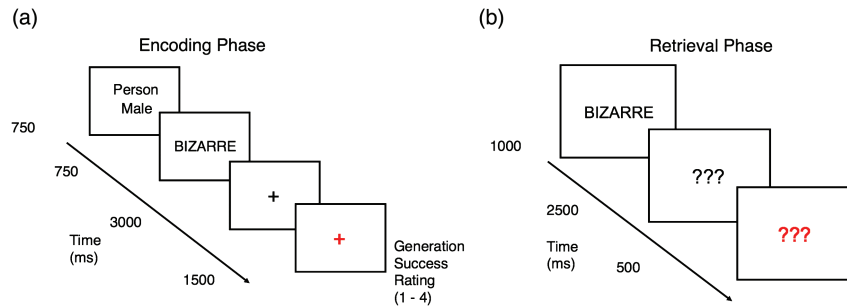 (a)
Encoding Phase
Person
Male
BIZARRE
+
+
750
750
3000
1500
Time
(ms)
Generation
Success
Rating
(1 - 4)
(b)
Retrieval Phase
BIZARRE
???
???
1000
2500
500
Time
(ms)